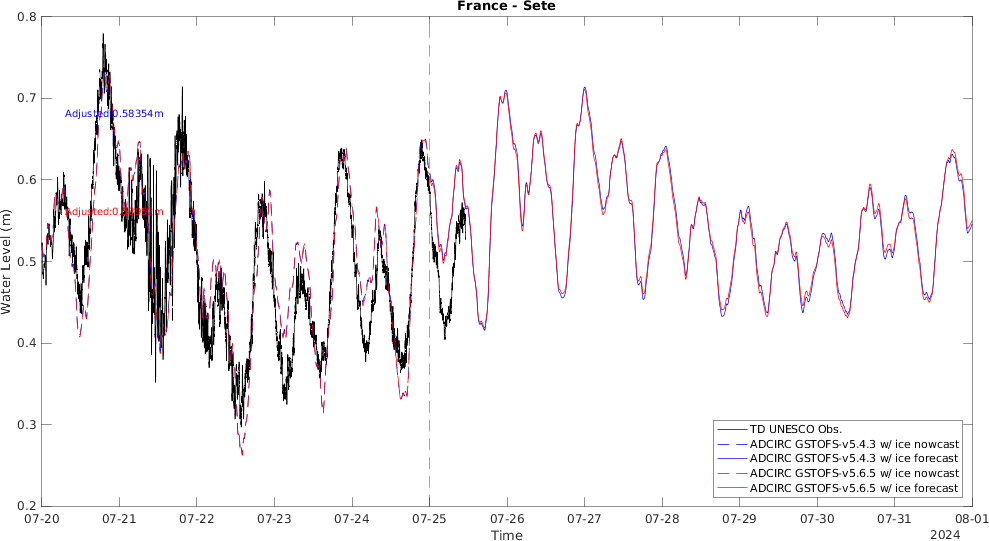 France - Sete
Water Level (m)
0.8
0.7
0.6
0.5
0.4
0.3
0.2
Adjusted:0.58354m
TD UNESCO Obs.
ADCIRC GSTOFS-v5.4.3 w/ ice nowcast
ADCIRC GSTOFS-v5.4.3 w/ ice forecast
ADCIRC GSTOFS-v5.6.5 w/ ice nowcast
ADCIRC GSTOFS-v5.6.5 w/ ice forecast
07-20 07-21 07-22 07-23 07-24 07-25 07-26 07-27 07-28 07-29 07-30 07-31 08-01
Time
2024